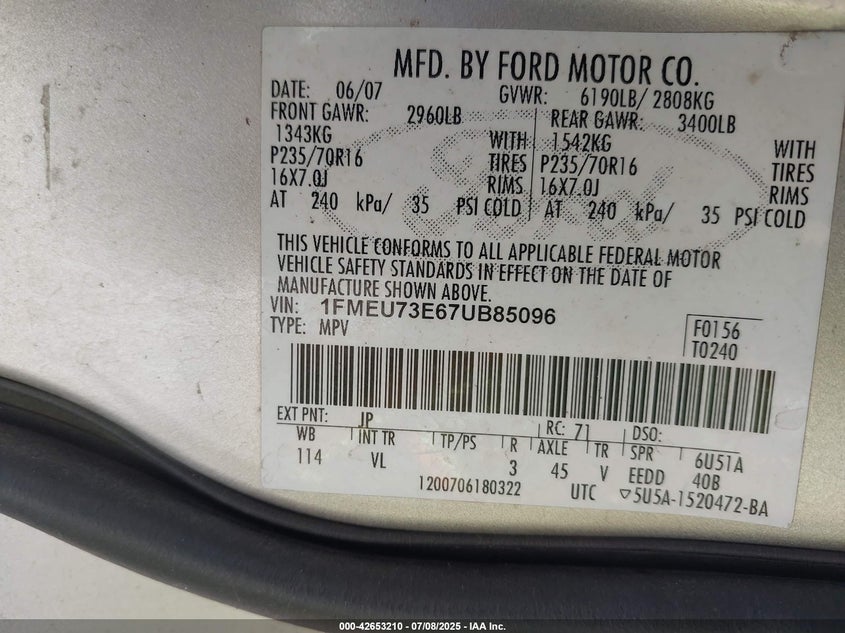 MFD. BY FORD MOTOR CO.
DATE: 06/07 GVWR: 6190LB/ 2808KG
FRONT GAWR: 2960LB REAR GAWR: 3400LB
1343KG WITH 1542KG WITH
P235/70R16 TIRES P235/70R16 TIRES
16X7.0J RIMS 16X7.0J RIMS
AT 240 kPa/ 35 PSI COLD AT 240 kPa/ 35 PSI COLD
THIS VEHICLE CONFORMS TO ALL APPLICABLE FEDERAL MOTOR
VEHICLE SAFETY STANDARDS IN EFFECT ON THE DATE OF
MANUFACTURE SHOWN ABOVE.
VIN: 1FMEU73E67UB85096
TYPE: MPV
F0156
T0240
EXT PNT: JP RC: 71 DSO:
WB INT TR TP/PS R AXLE TR SPR 6U51A
114 VL 3 45 V EEDD 40B
1200706180322 UTC ▽5U5A-1520472-BA
000-42653210 - 07/08/2025 - IAA Inc.